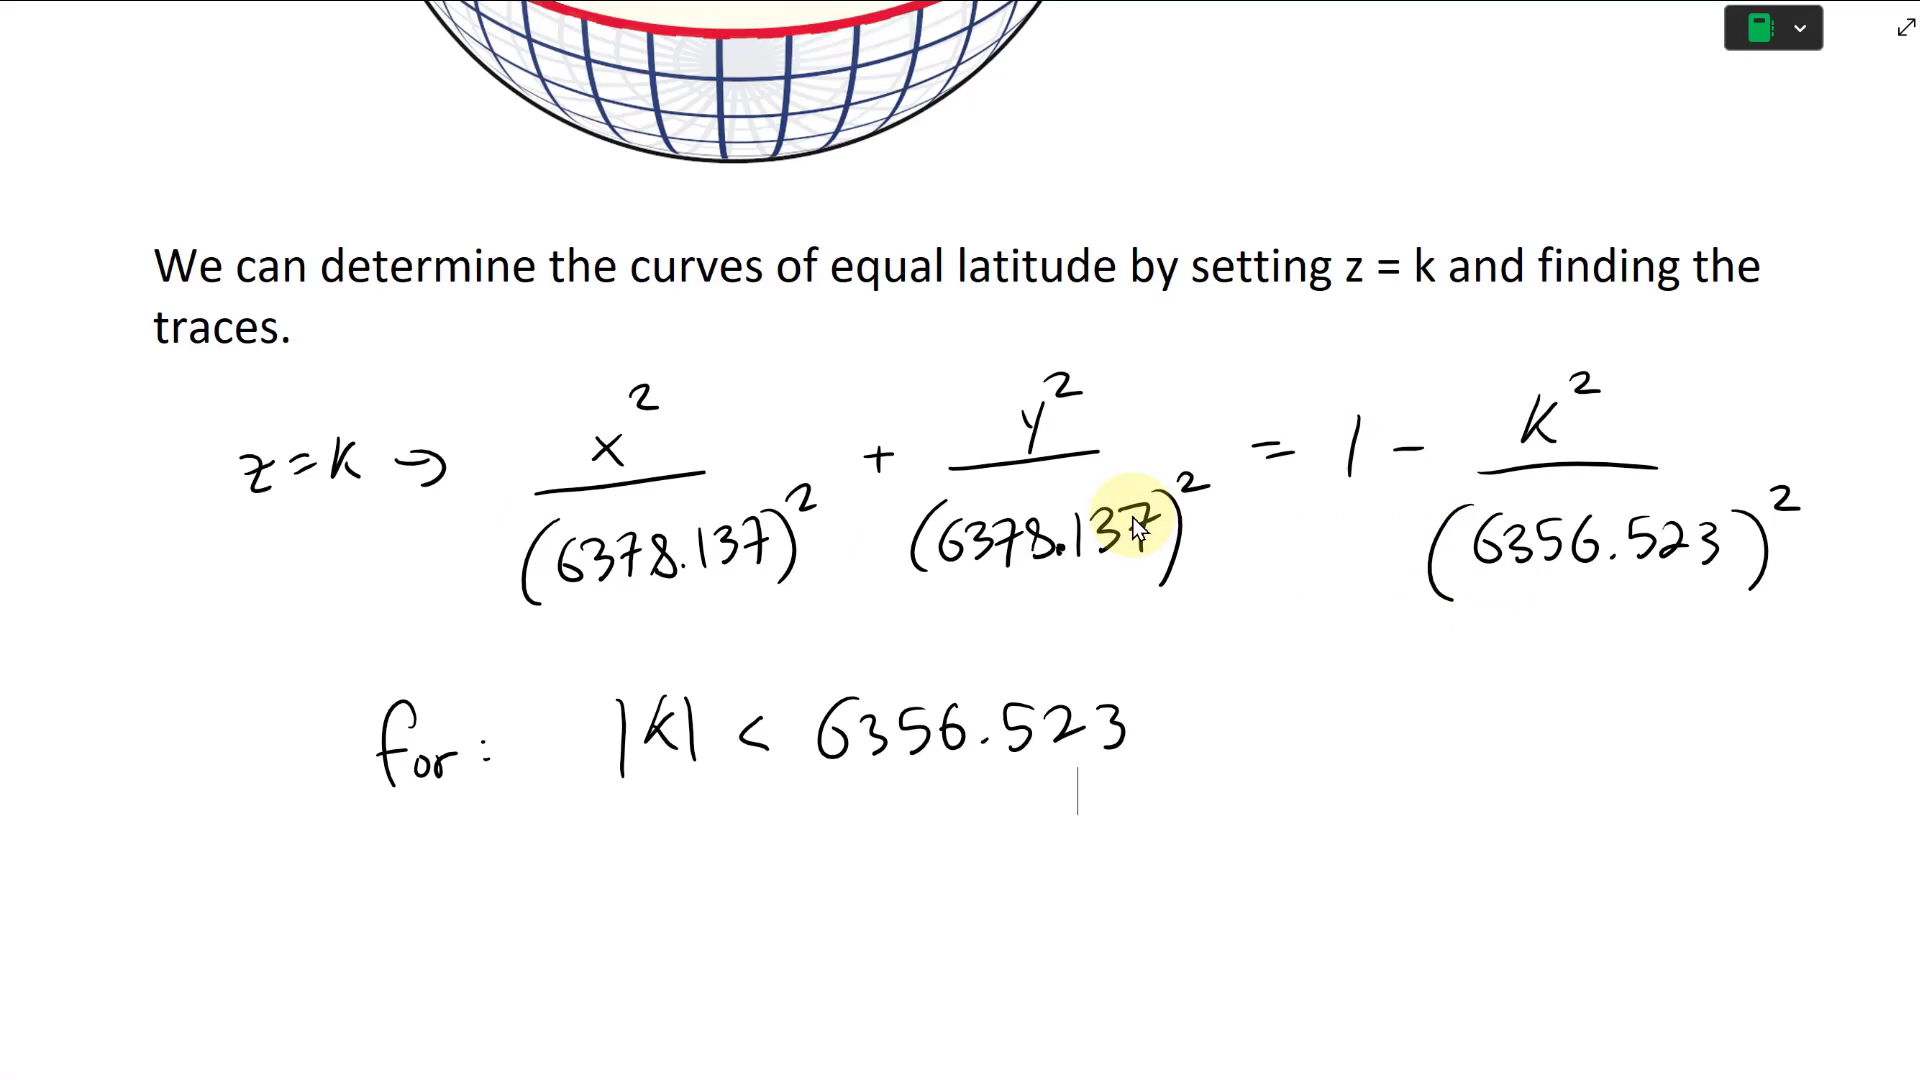 We can determine the curves of equal latitude by setting z = k and finding the
traces.
z=k → x²/(6378.137)² + y²/(6378.137)² = 1 - k²/(6356.523)²
for: |k| < 6356.523